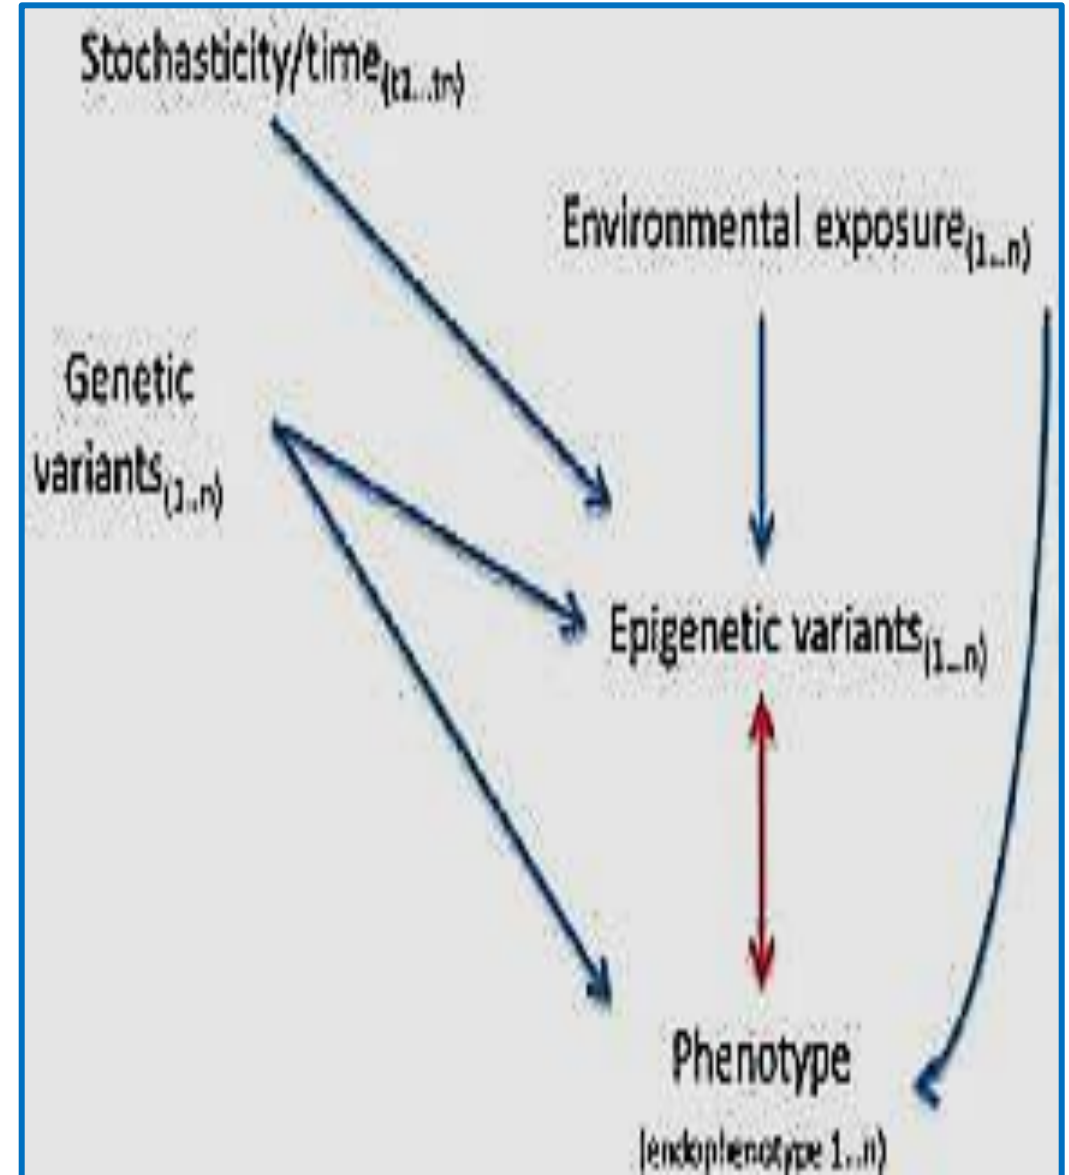 Stochasticity/time(t1...tn)
Environmental exposure(1...n)
Genetic
variants(1..n)
Epigenetic variants(1...n)
Phenotype
(endophenotype 1..n)